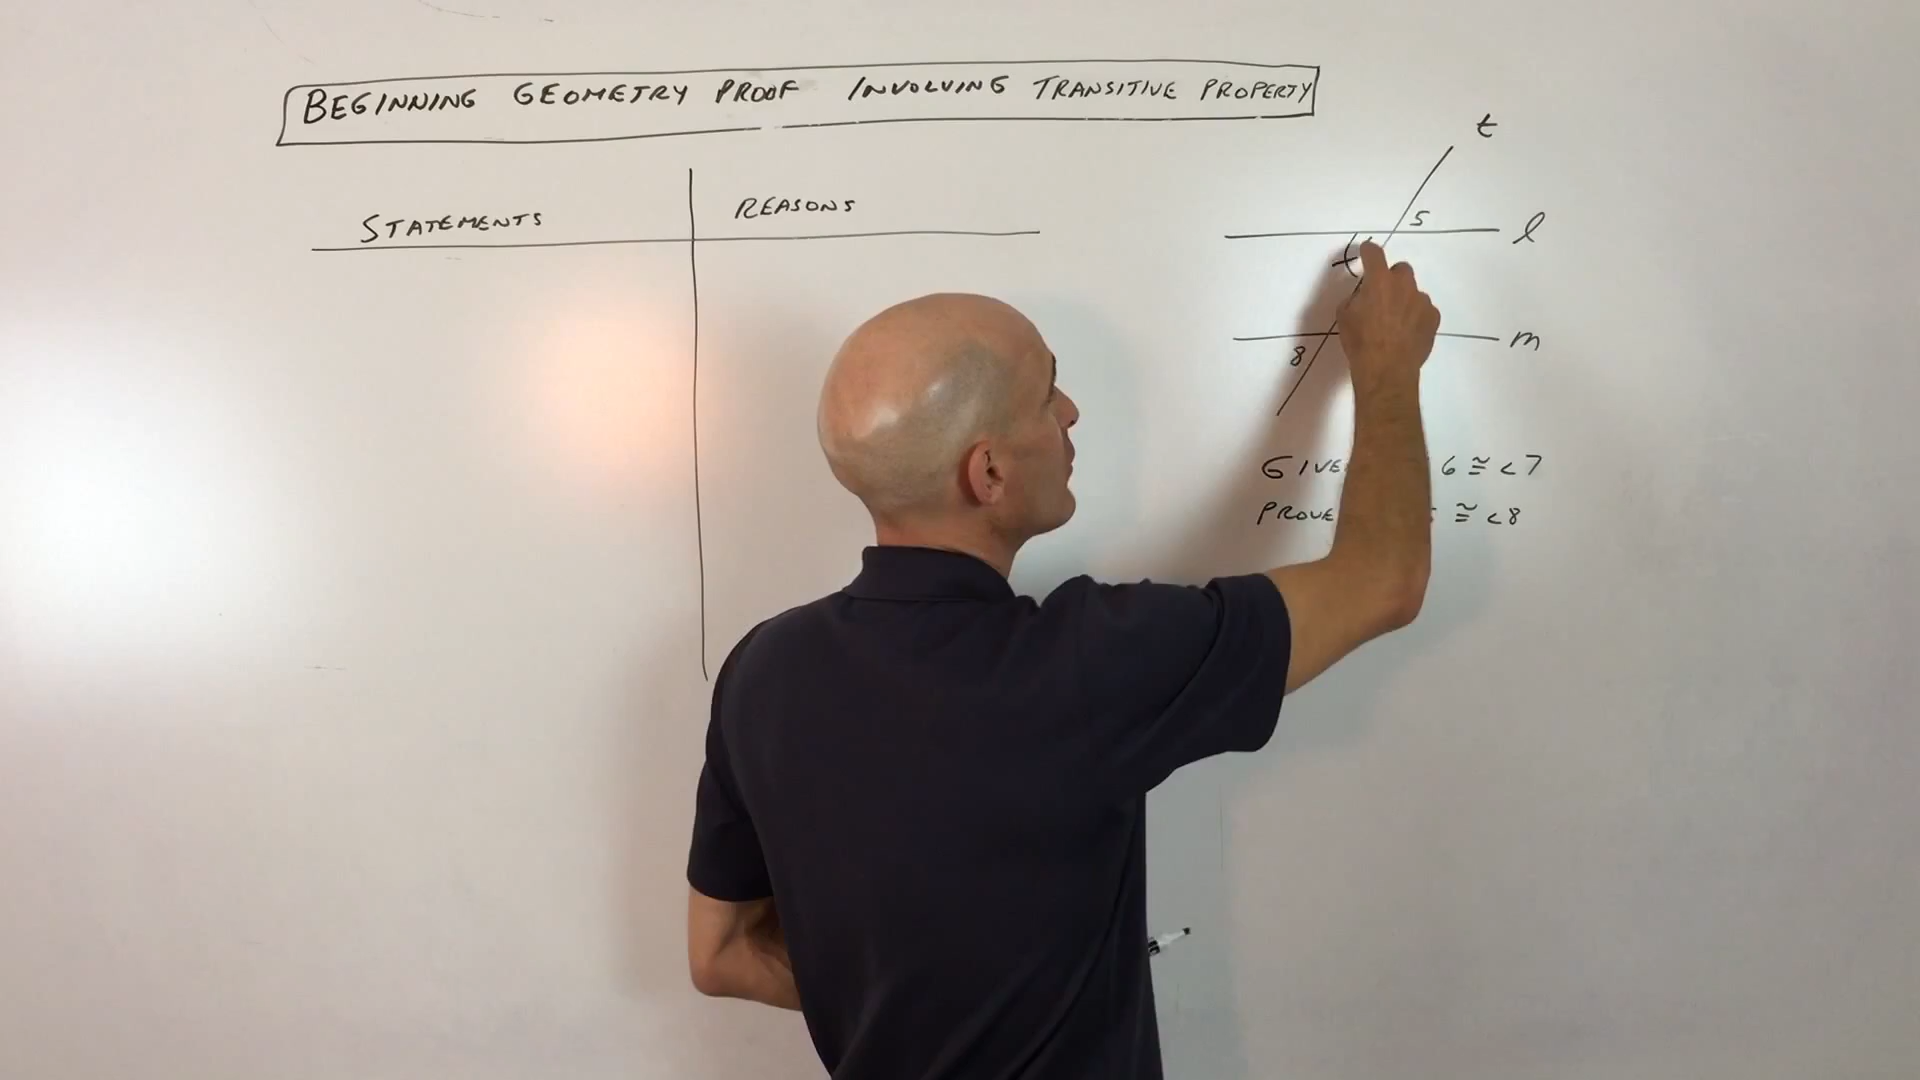 BEGINNING GEOMETRY PROOF INVOLVING TRANSITIVE PROPERTY
STATEMENTS
REASONS
t
5
l
m
8
6 ≅ <7
≅ <8